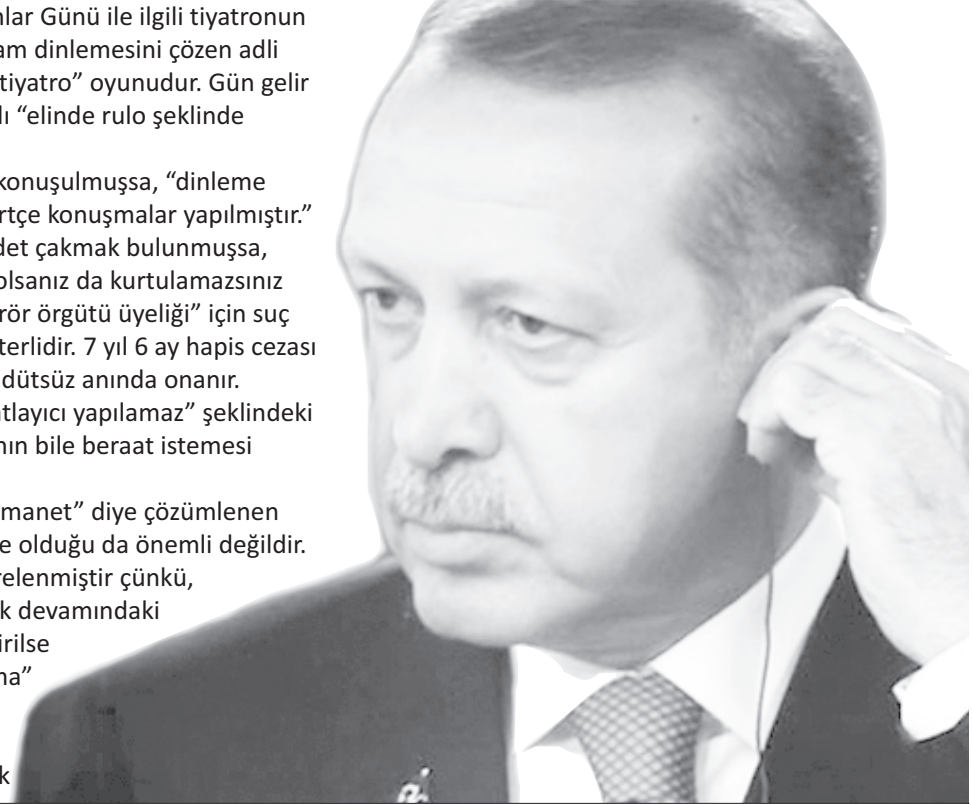 nlar Günü ile ilgili tiyatronun
am dinlemesini çözen adli
tiyatro” oyunudur. Gün gelir
lı “elinde rulo şeklinde
konuşulmuşsa, “dinleme
rtçe konuşmalar yapılmıştır.”
det çakmak bulunmuşsa,
olsanız da kurtulamazsınız
rör örgütü üyeliği” için suç
terlidir. 7 yıl 6 ay hapis cezası
dütsüz anında onanır.
atlayıcı yapılamaz” şeklindeki
nın bile beraat istemesi
manet” diye çözümlenen
e olduğu da önemli değildir.
relenmiştir çünkü,
k devamındaki
irilse
na”
k